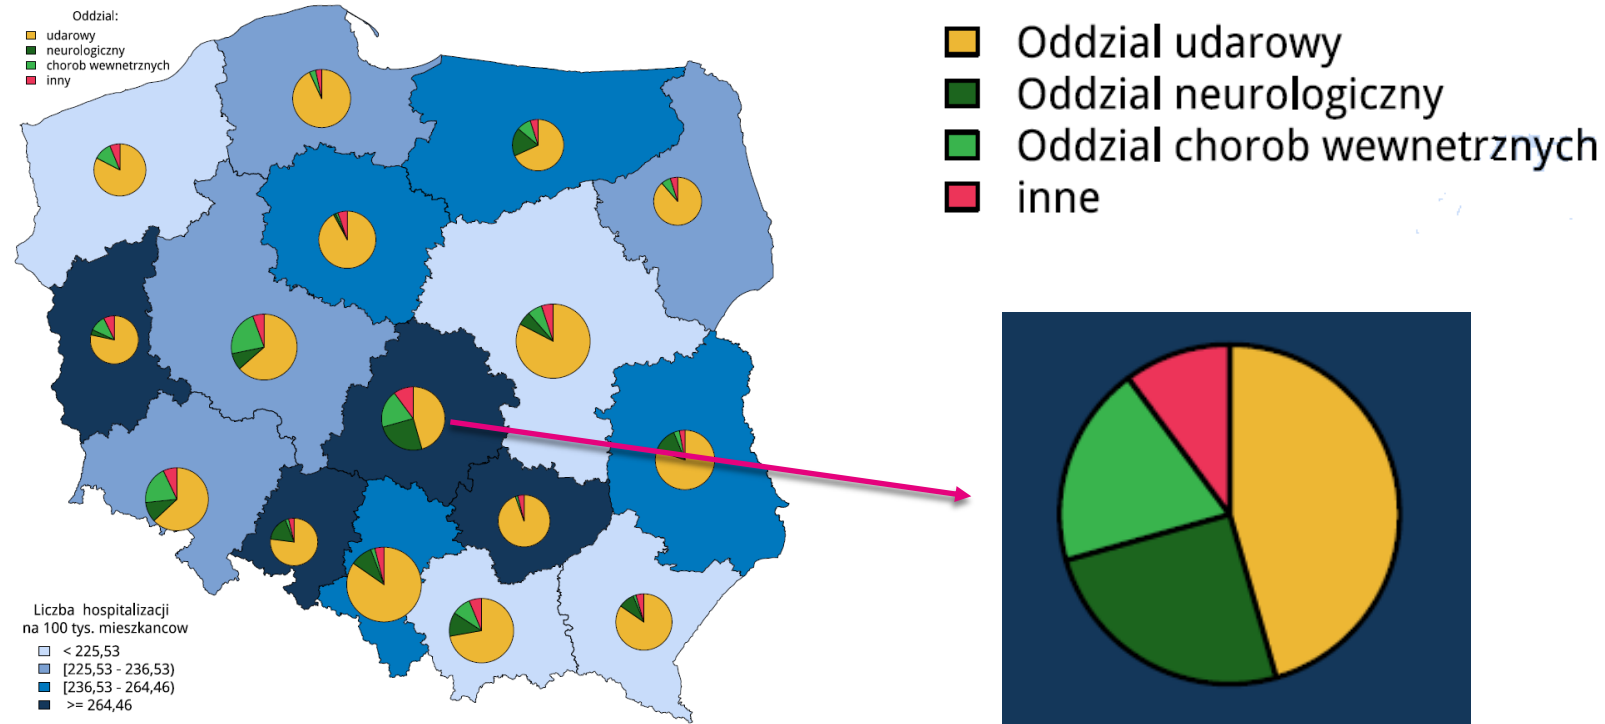 Oddzial:
udarowy
neurologiczny
chorob wewnetrznych
inny
Liczba hospitalizacji
na 100 tys. mieszkancow
< 225,53
[225,53 - 236,53)
[236,53 - 264,46)
>= 264,46
Oddzial udarowy
Oddzial neurologiczny
Oddzial chorob wewnetrznych
inne